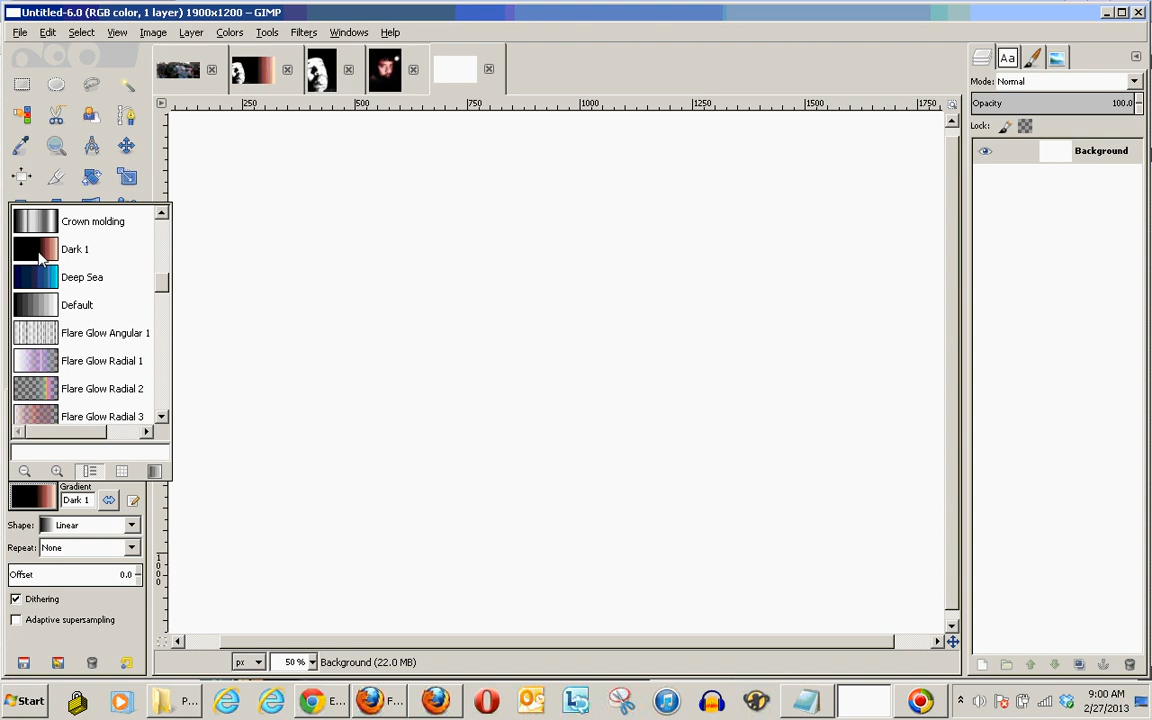 Untitled-6.0 (RGB color, 1 layer) 1900x1200 – GIMP
File Edit Select View Image Layer Colors Tools Filters Windows Help
Mode: Normal
Opacity 100.0
Lock:
250 500 750 1000 1250 1500 1750
Background
Crown molding
Dark 1
Deep Sea
Default
Flare Glow Angular 1
Flare Glow Radial 1
Flare Glow Radial 2
Flare Glow Radial 3
Gradient
Dark 1
Shape: Linear
Repeat: None
Offset 0.0
Dithering
Adaptive supersampling
1000
px 50 % Background (22.0 MB)
Start P... E... F... 9:00 AM
2/27/2013